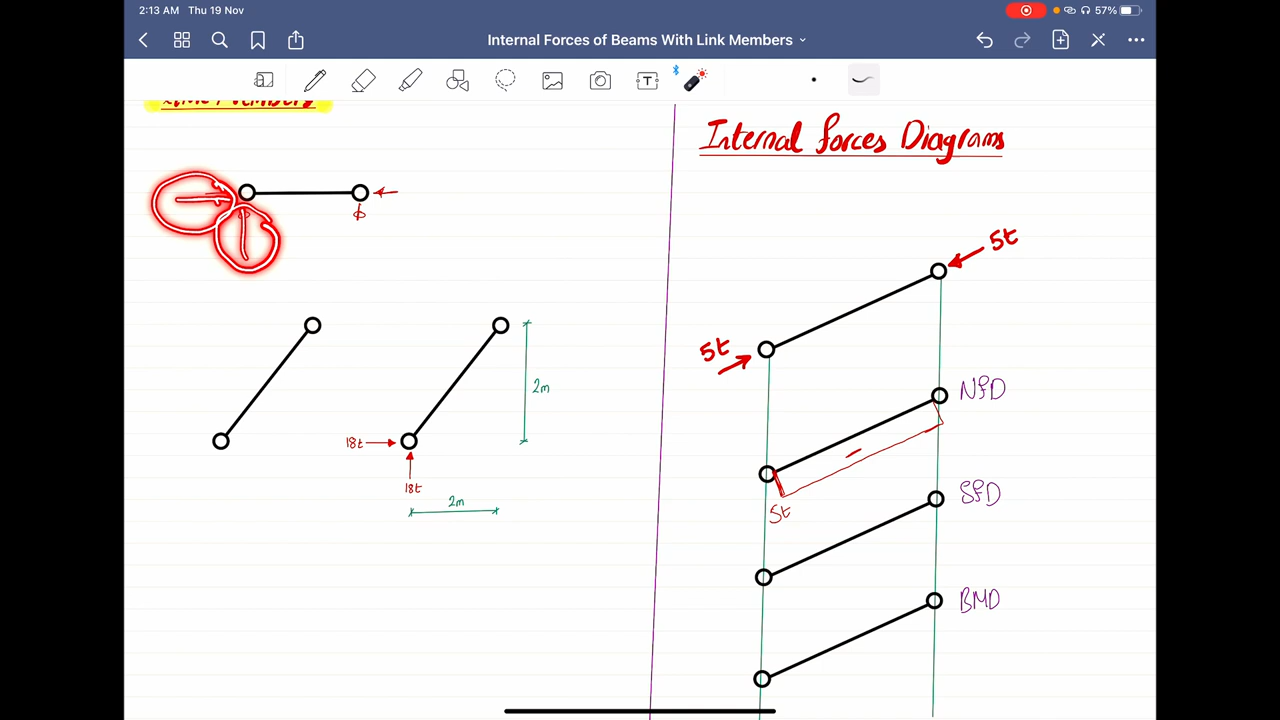 2:13 AM Thu 19 Nov
57%
Internal Forces of Beams With Link Members
Internal Forces Diagrams
5t
5t
NFD
2m
18t
18t
5t
SFD
2m
BMD